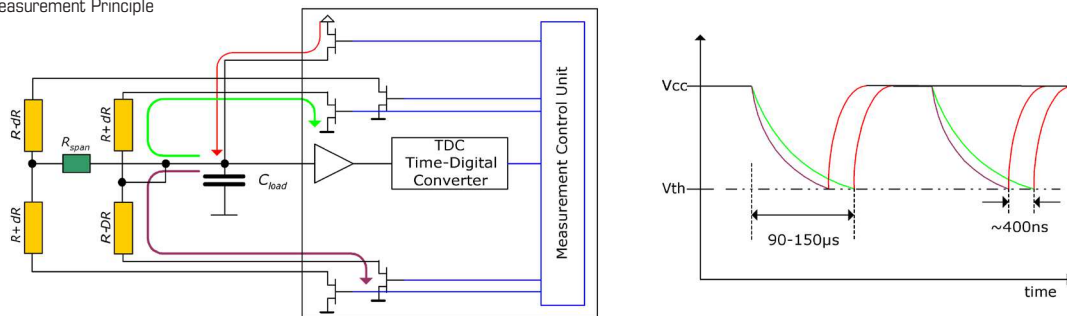 easurement Principle
R-dR
R+dR
Rspan
R+dR
R-DR
Cload
TDC
Time-Digital
Converter
Measurement Control Unit
Vcc
Vth
90-150µs
~400ns
time